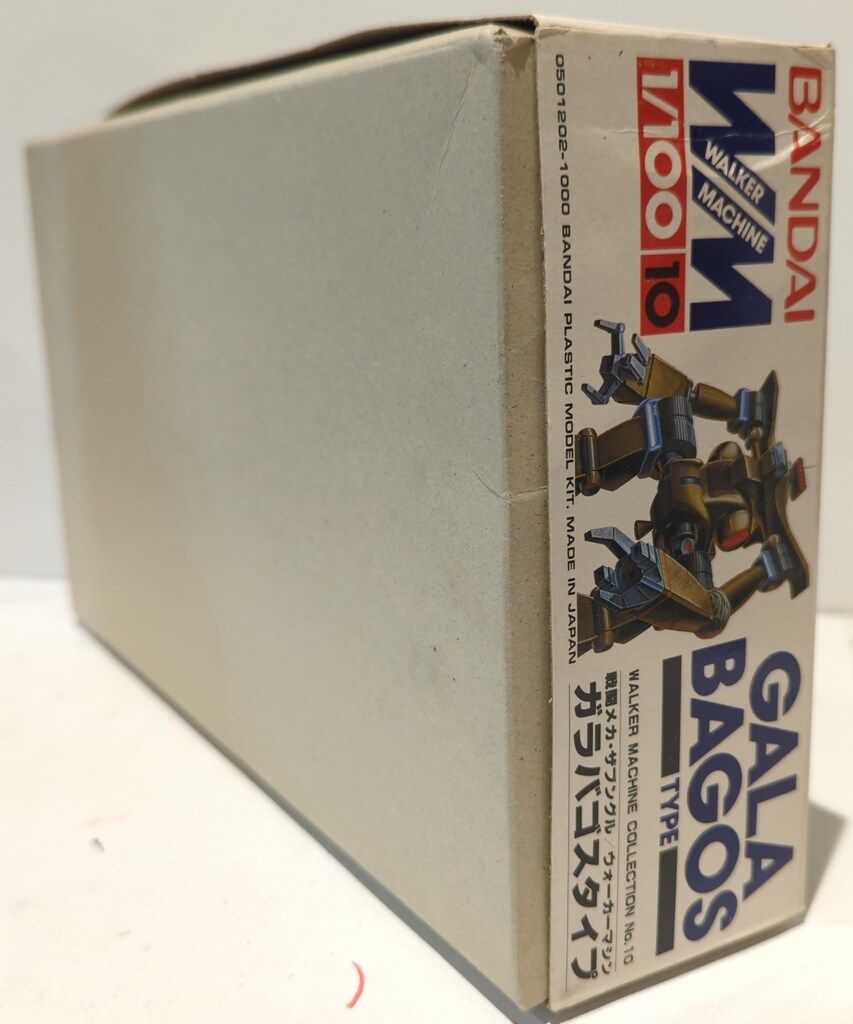 BANDAI
WM
WALKER
MACHINE
1/100 10
0501202-1000 BANDAI PLASTIC MODEL KIT. MADE IN JAPAN
GALA
BAGOS
TYPE
WALKER MACHINE COLLECTION No.10
戦闘メカ・ザブングル/ウォーカーマシン
ガラバゴスタイプ